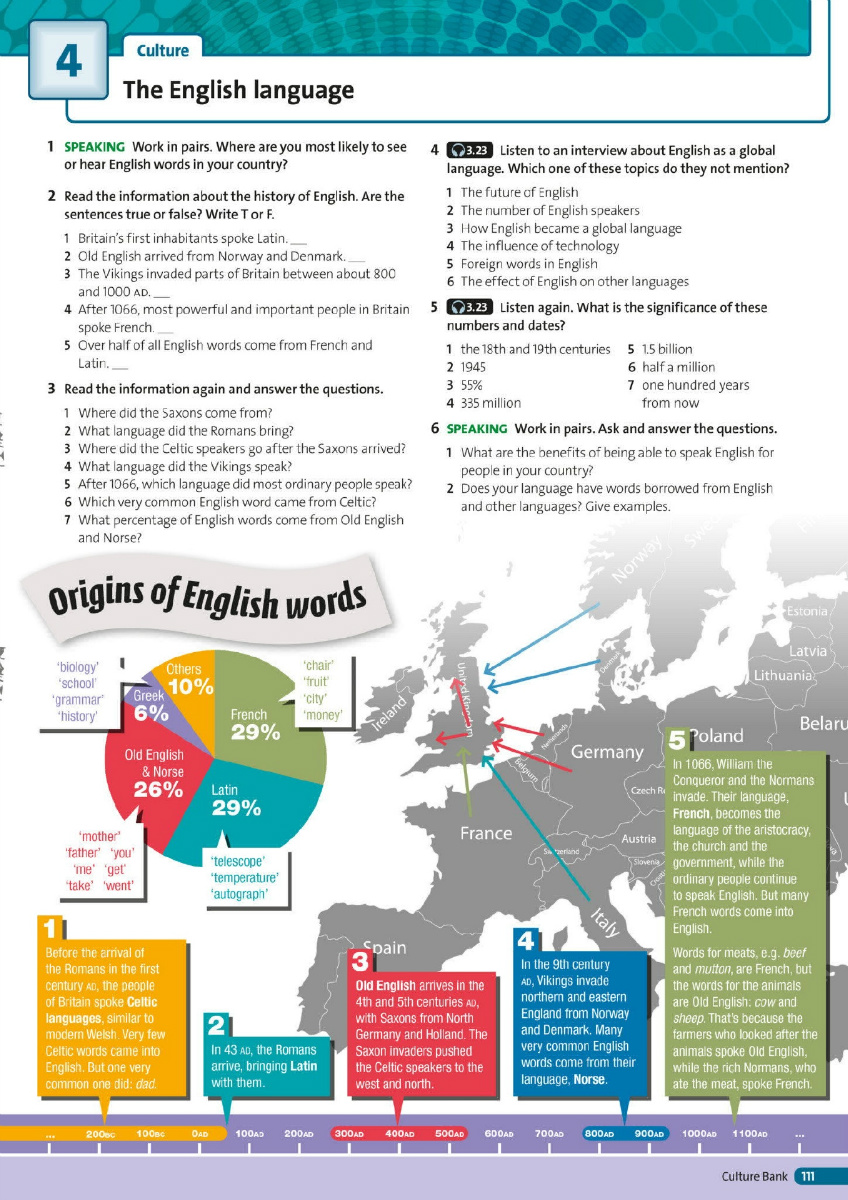 4
Culture
The English language
1 SPEAKING Work in pairs. Where are you most likely to see
or hear English words in your country?
2 Read the information about the history of English. Are the
sentences true or false? Write T or F.
1 Britain's first inhabitants spoke Latin. __
2 Old English arrived from Norway and Denmark. __
3 The Vikings invaded parts of Britain between about 800
and 1000 AD. __
4 After 1066, most powerful and important people in Britain
spoke French. __
5 Over half of all English words come from French and
Latin. __
3 Read the information again and answer the questions.
1 Where did the Saxons come from?
2 What language did the Romans bring?
3 Where did the Celtic speakers go after the Saxons arrived?
4 What language did the Vikings speak?
5 After 1066, which language did most ordinary people speak?
6 Which very common English word came from Celtic?
7 What percentage of English words come from Old English
and Norse?
4 3.23 Listen to an interview about English as a global
language. Which one of these topics do they not mention?
1 The future of English
2 The number of English speakers
3 How English became a global language
4 The influence of technology
5 Foreign words in English
6 The effect of English on other languages
5 3.23 Listen again. What is the significance of these
numbers and dates?
1 the 18th and 19th centuries
2 1945
3 55%
4 335 million
5 1.5 billion
6 half a million
7 one hundred years
from now
6 SPEAKING Work in pairs. Ask and answer the questions.
1 What are the benefits of being able to speak English for
people in your country?
2 Does your language have words borrowed from English
and other languages? Give examples.
Origins of English words
'biology'
'school'
'grammar'
'history'
Others
10%
Greek
6%
French
29%
'chair'
'fruit'
'city'
'money'
Old English
& Norse
26%
Latin
29%
'mother'
'father' 'you'
'me' 'get'
'take' 'went'
'telescope'
'temperature'
'autograph'
Norway
Estonia
Latvia
Lithuania
Denmark
United Kingdom
Ireland
Netherlands
Belgium
Germany
Poland
Belaru
Czech R
France
Switzerland
Austria
Slovenia
Italy
Spain
1
Before the arrival of
the Romans in the first
century AD, the people
of Britain spoke Celtic
languages, similar to
modern Welsh. Very few
Celtic words came into
English. But one very
common one did: dad.
2
In 43 AD, the Romans
arrive, bringing Latin
with them.
3
Old English arrives in the
4th and 5th centuries AD,
with Saxons from North
Germany and Holland. The
Saxon invaders pushed
the Celtic speakers to the
west and north.
4
In the 9th century
AD, Vikings invade
northern and eastern
England from Norway
and Denmark. Many
very common English
words come from their
language, Norse.
5
In 1066, William the
Conqueror and the Normans
invade. Their language,
French, becomes the
language of the aristocracy,
the church and the
government, while the
ordinary people continue
to speak English. But many
French words come into
English.
Words for meats, e.g. beef
and mutton, are French, but
the words for the animals
are Old English: cow and
sheep. That's because the
farmers who looked after the
animals spoke Old English,
while the rich Normans, who
ate the meat, spoke French.
... 200BC 100BC 0AD 100AD 200AD 300AD 400AD 500AD 600AD 700AD 800AD 900AD 1000AD 1100AD ...
Culture Bank 111